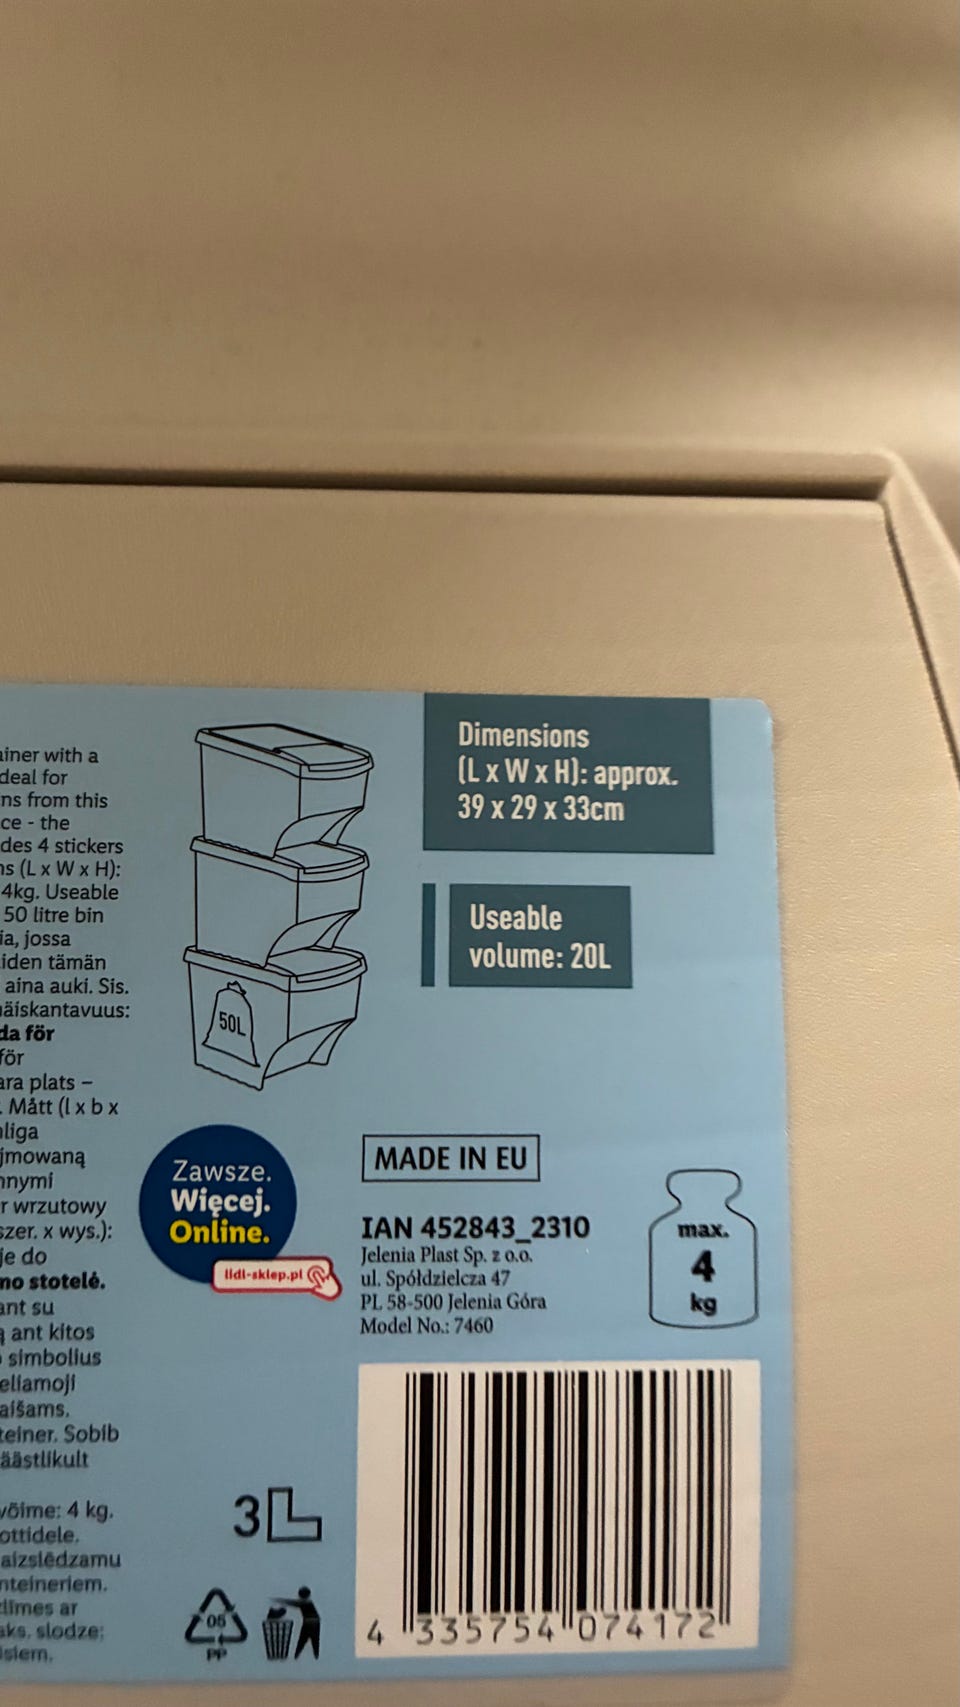 ainer with a
deal for
ns from this
ce - the
des 4 stickers
ns (L x W x H):
4kg. Useable
50 litre bin
ia, jossa
iden tämän
aina auki. Sis.
näiskantavuus:
da för
för
ara plats –
. Mått (l x b x
nliga
jmowaną
nnymi
r wrzutowy
szer. x wys.):
je do
no stotelė.
ant su
ą ant kitos
simbolius
eliamoji
aišams.
teiner. Sobib
äästlikult
võime: 4 kg.
ottidele.
aizslēdzamu
nteineriem.
dīmes ar
aks. slodze:
isiem.
50L
Dimensions
(L x W x H): approx.
39 x 29 x 33cm
Useable
volume: 20L
Zawsze.
Więcej.
Online.
lidl-sklep.pl
MADE IN EU
IAN 452843_2310
Jelenia Plast Sp. z o.o.
ul. Spółdzielcza 47
PL 58-500 Jelenia Góra
Model No.: 7460
max.
4
kg
3L
05
PP
4 335754 074172